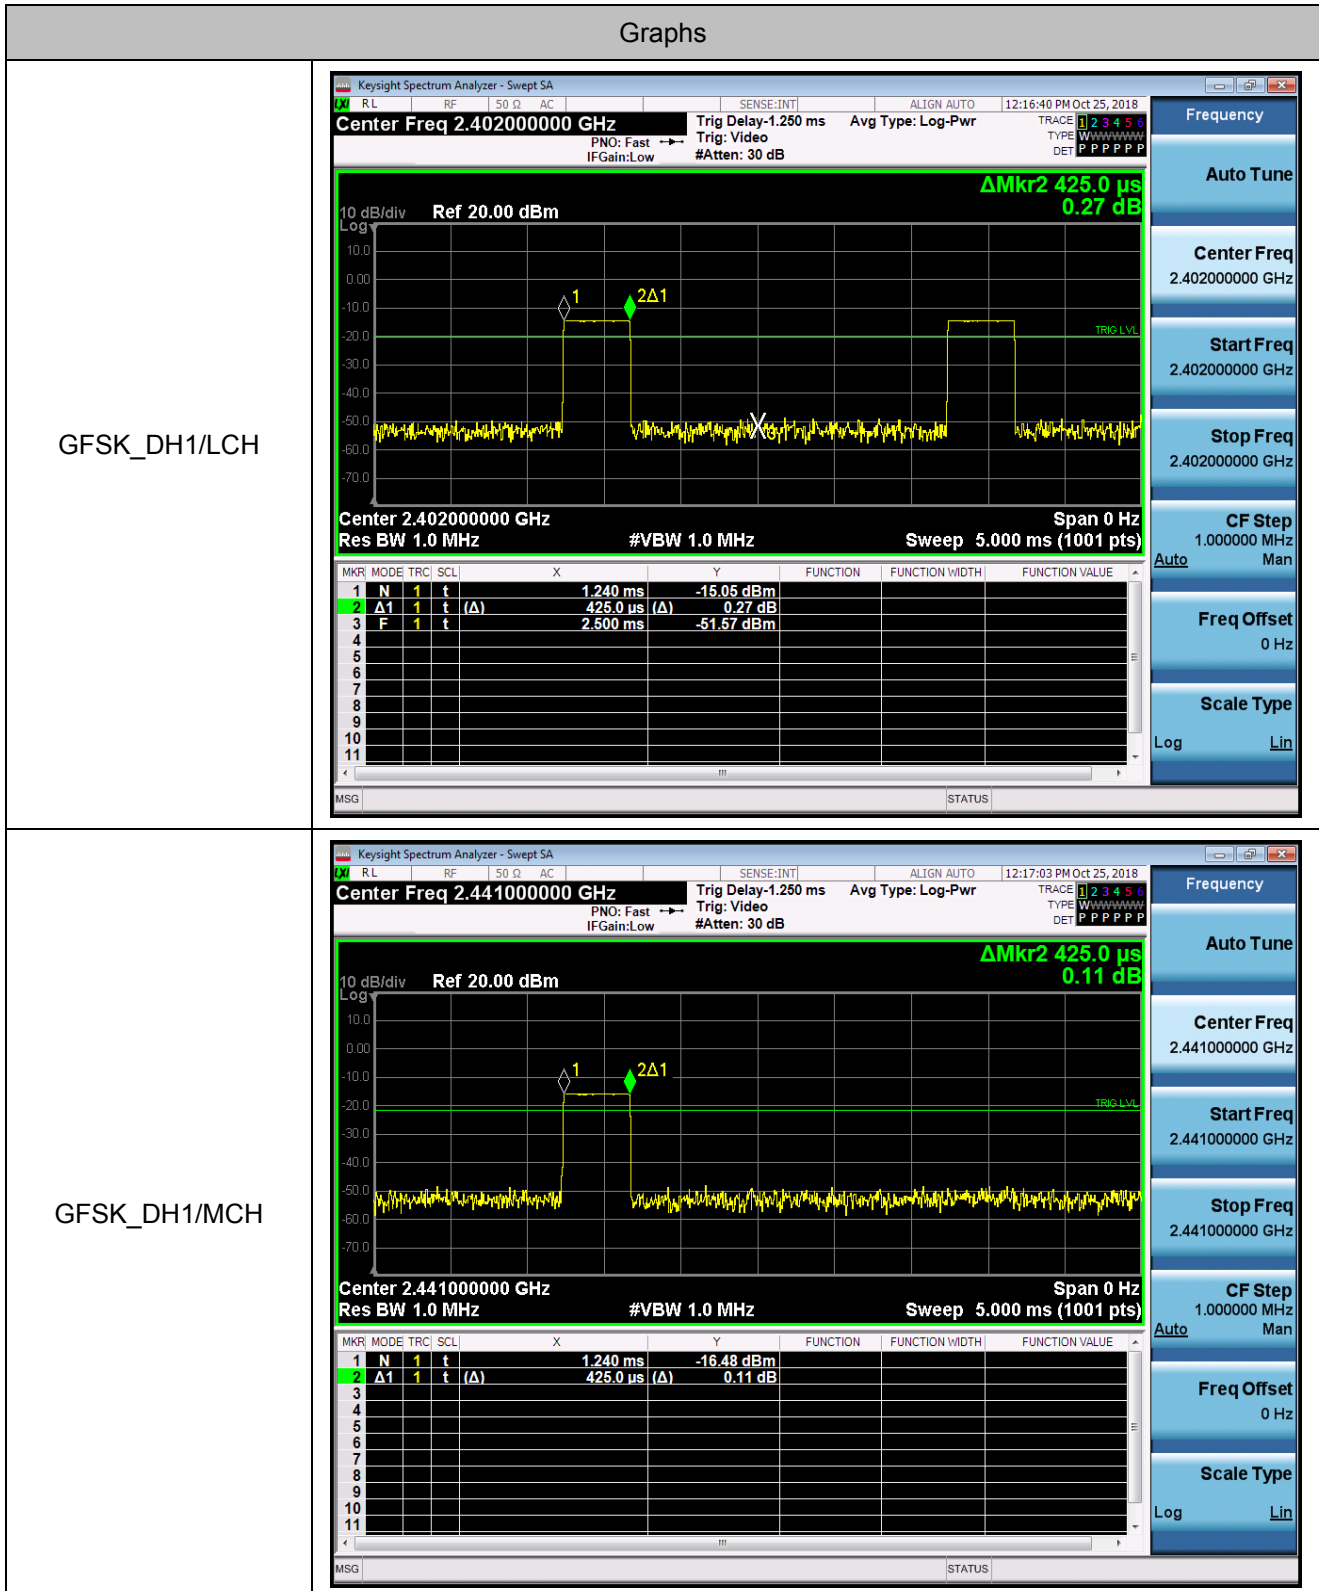 Graphs
GFSK_DH1/LCH
Keysight Spectrum Analyzer - Swept SA
LXI RL RF 50 Ω AC SENSE:INT ALIGN AUTO 12:16:40 PM Oct 25, 2018
Center Freq 2.402000000 GHz
PNO: Fast
IFGain:Low
Trig Delay-1.250 ms
Trig: Video
#Atten: 30 dB
Avg Type: Log-Pwr
TRACE 1 2 3 4 5 6
TYPE W W W W W W
DET P P P P P P
ΔMkr2 425.0 µs
0.27 dB
10 dB/div Ref 20.00 dBm
Log
10.0
0.00
-10.0
-20.0
-30.0
-40.0
-50.0
-60.0
-70.0
1
2Δ1
TRIG LVL
Center 2.402000000 GHz Span 0 Hz
Res BW 1.0 MHz #VBW 1.0 MHz Sweep 5.000 ms (1001 pts)
MKR MODE TRC SCL X Y FUNCTION FUNCTION WIDTH FUNCTION VALUE
1 N 1 t 1.240 ms -15.05 dBm
2 Δ1 1 t (Δ) 425.0 µs (Δ) 0.27 dB
3 F 1 t 2.500 ms -51.57 dBm
4
5
6
7
8
9
10
11
MSG STATUS
Frequency
Auto Tune
Center Freq
2.402000000 GHz
Start Freq
2.402000000 GHz
Stop Freq
2.402000000 GHz
CF Step
1.000000 MHz
Auto Man
Freq Offset
0 Hz
Scale Type
Log Lin
GFSK_DH1/MCH
Keysight Spectrum Analyzer - Swept SA
LXI RL RF 50 Ω AC SENSE:INT ALIGN AUTO 12:17:03 PM Oct 25, 2018
Center Freq 2.441000000 GHz
PNO: Fast
IFGain:Low
Trig Delay-1.250 ms
Trig: Video
#Atten: 30 dB
Avg Type: Log-Pwr
TRACE 1 2 3 4 5 6
TYPE W W W W W W
DET P P P P P P
ΔMkr2 425.0 µs
0.11 dB
10 dB/div Ref 20.00 dBm
Log
10.0
0.00
-10.0
-20.0
-30.0
-40.0
-50.0
-60.0
-70.0
1
2Δ1
TRIG LVL
Center 2.441000000 GHz Span 0 Hz
Res BW 1.0 MHz #VBW 1.0 MHz Sweep 5.000 ms (1001 pts)
MKR MODE TRC SCL X Y FUNCTION FUNCTION WIDTH FUNCTION VALUE
1 N 1 t 1.240 ms -16.48 dBm
2 Δ1 1 t (Δ) 425.0 µs (Δ) 0.11 dB
3
4
5
6
7
8
9
10
11
MSG STATUS
Frequency
Auto Tune
Center Freq
2.441000000 GHz
Start Freq
2.441000000 GHz
Stop Freq
2.441000000 GHz
CF Step
1.000000 MHz
Auto Man
Freq Offset
0 Hz
Scale Type
Log Lin